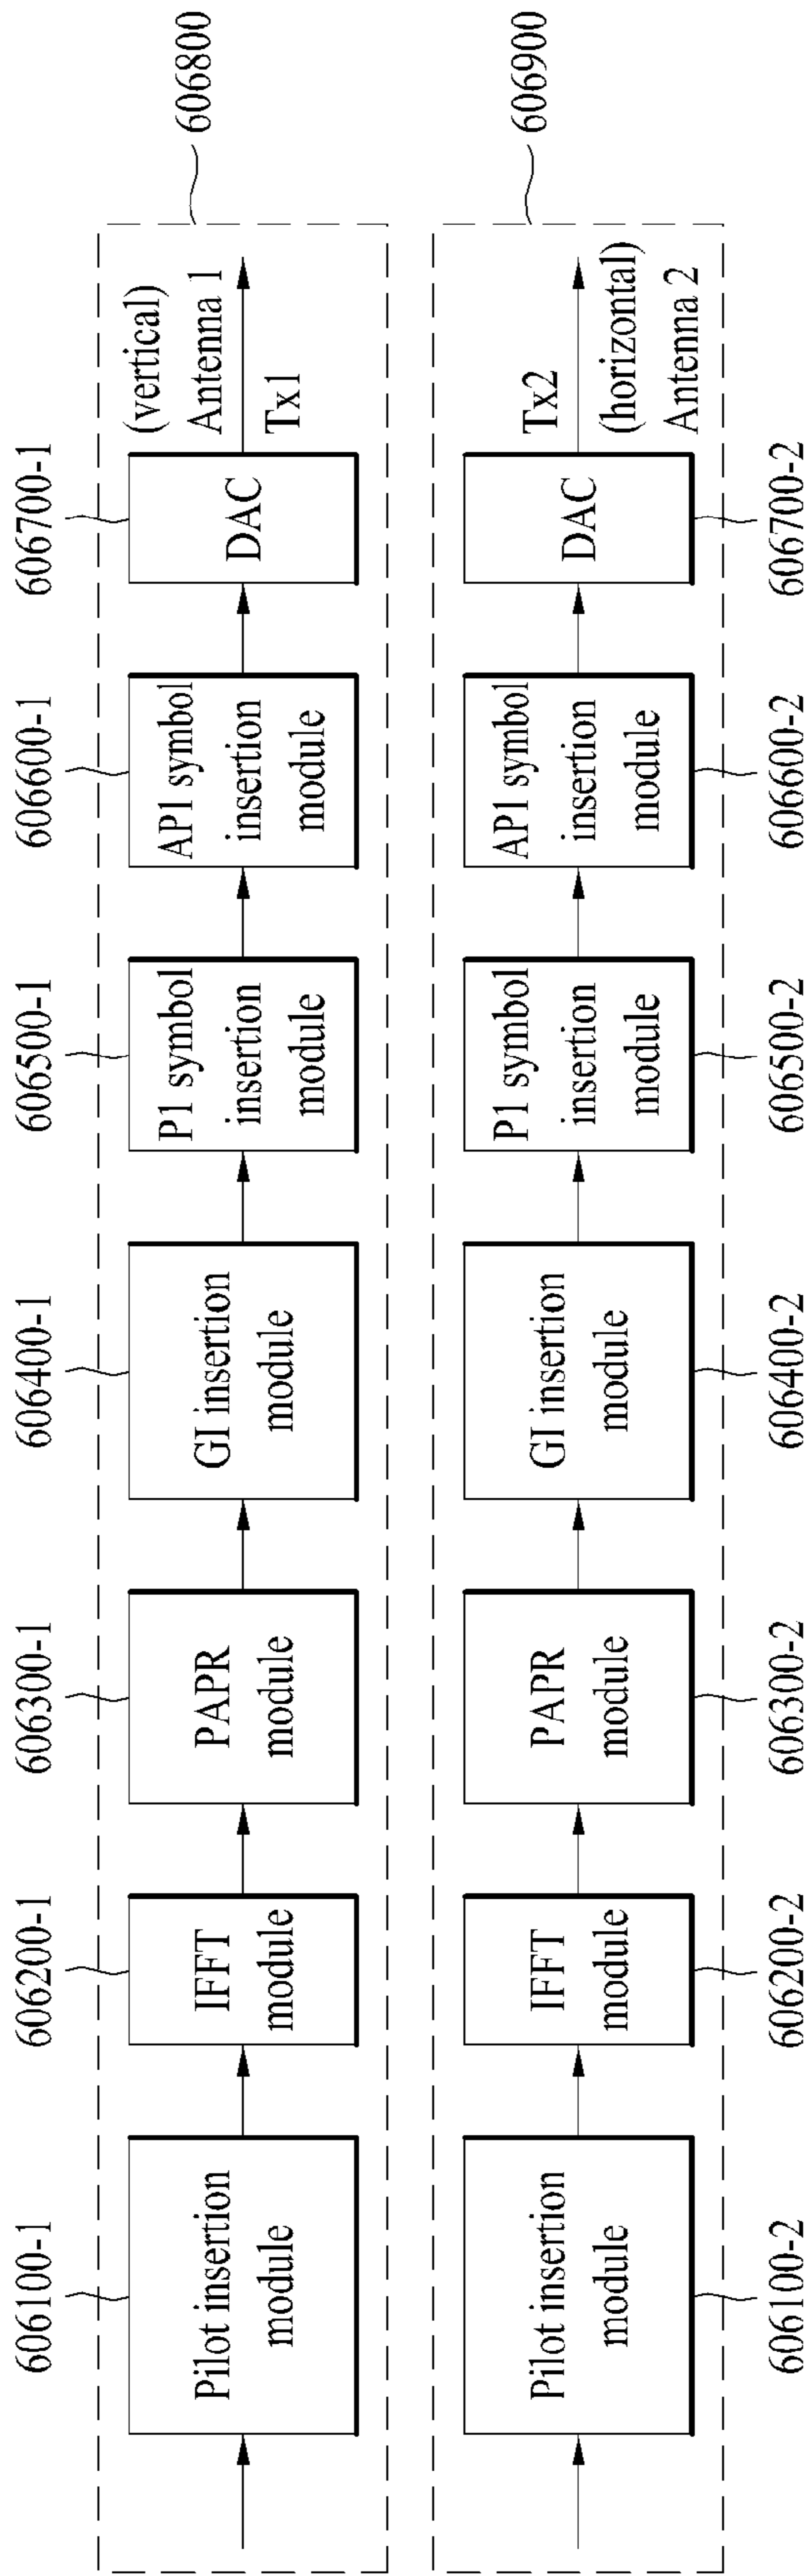 606100-1
606200-1
606300-1
606400-1
606500-1
606600-1
606700-1
606800
Pilot insertion
module
IFFT
module
PAPR
module
GI insertion
module
P1 symbol
insertion
module
AP1 symbol
insertion
module
DAC
(vertical)
Antenna 1
Tx1
606900
Pilot insertion
module
IFFT
module
PAPR
module
GI insertion
module
P1 symbol
insertion
module
AP1 symbol
insertion
module
DAC
Tx2
(horizontal)
Antenna 2
606100-2
606200-2
606300-2
606400-2
606500-2
606600-2
606700-2